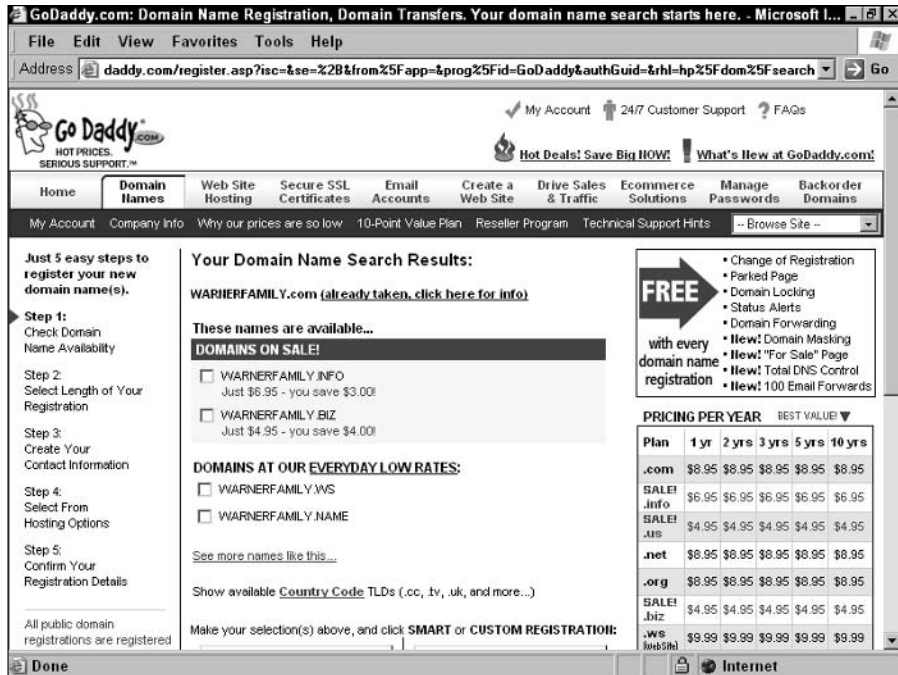 GoDaddy.com: Domain Name Registration, Domain Transfers. Your domain name search starts here. - Microsoft I...
File Edit View Favorites Tools Help
Address daddy.com/register.asp?isc=&se=%2B&from%5Fapp=&prog%5Fid=GoDaddy&authGuid=&rhl=hp%5Fdom%5Fsearch Go
Go Daddy.COM
HOT PRICES.
SERIOUS SUPPORT.™
My Account 24/7 Customer Support ? FAQs
Hot Deals! Save Big NOW! What's New at GoDaddy.com!
Home
Domain Names
Web Site Hosting
Secure SSL Certificates
Email Accounts
Create a Web Site
Drive Sales & Traffic
Ecommerce Solutions
Manage Passwords
Backorder Domains
My Account Company Info Why our prices are so low 10-Point Value Plan Reseller Program Technical Support Hints -- Browse Site --
Just 5 easy steps to
register your new
domain name(s).
Step 1:
Check Domain
Name Availability
Step 2:
Select Length of Your
Registration
Step 3:
Create Your
Contact Information
Step 4:
Select From
Hosting Options
Step 5:
Confirm Your
Registration Details
All public domain
registrations are registered
Your Domain Name Search Results:
WARNERFAMILY.com (already taken, click here for info)
These names are available...
DOMAINS ON SALE!
WARNERFAMILY.INFO
Just $6.95 - you save $3.00!
WARNERFAMILY.BIZ
Just $4.95 - you save $4.00!
DOMAINS AT OUR EVERYDAY LOW RATES:
WARNERFAMILY.WS
WARNERFAMILY.NAME
See more names like this...
Show available Country Code TLDs (.cc, .tv, .uk, and more...)
Make your selection(s) above, and click SMART or CUSTOM REGISTRATION:
FREE
with every
domain name
registration
• Change of Registration
• Parked Page
• Domain Locking
• Status Alerts
• Domain Forwarding
• New! Domain Masking
• New! "For Sale" Page
• New! Total DNS Control
• New! 100 Email Forwards
PRICING PER YEAR BEST VALUE!
Plan 1 yr 2 yrs 3 yrs 5 yrs 10 yrs
.com $8.95 $8.95 $8.95 $8.95 $8.95
SALE!
.info $6.95 $6.95 $6.95 $6.95 $6.95
SALE!
.us $4.95 $4.95 $4.95 $4.95 $4.95
.net $8.95 $8.95 $8.95 $8.95 $8.95
.org $8.95 $8.95 $8.95 $8.95 $8.95
SALE!
.biz $4.95 $4.95 $4.95 $4.95 $4.95
.ws $9.99 $9.99 $9.99 $9.99 $9.99
(webSite)
Done Internet